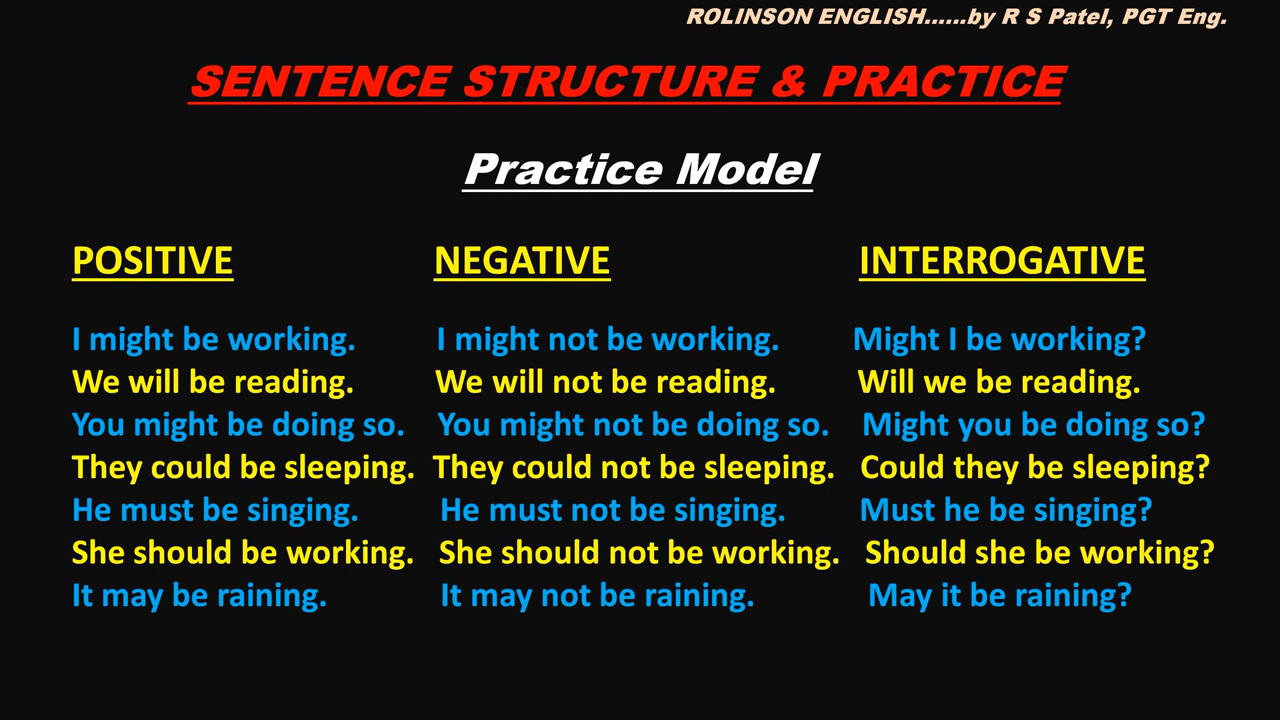 ROLINSON ENGLISH......by R S Patel, PGT Eng.
SENTENCE STRUCTURE & PRACTICE
Practice Model
POSITIVE NEGATIVE INTERROGATIVE
I might be working. I might not be working. Might I be working?
We will be reading. We will not be reading. Will we be reading.
You might be doing so. You might not be doing so. Might you be doing so?
They could be sleeping. They could not be sleeping. Could they be sleeping?
He must be singing. He must not be singing. Must he be singing?
She should be working. She should not be working. Should she be working?
It may be raining. It may not be raining. May it be raining?